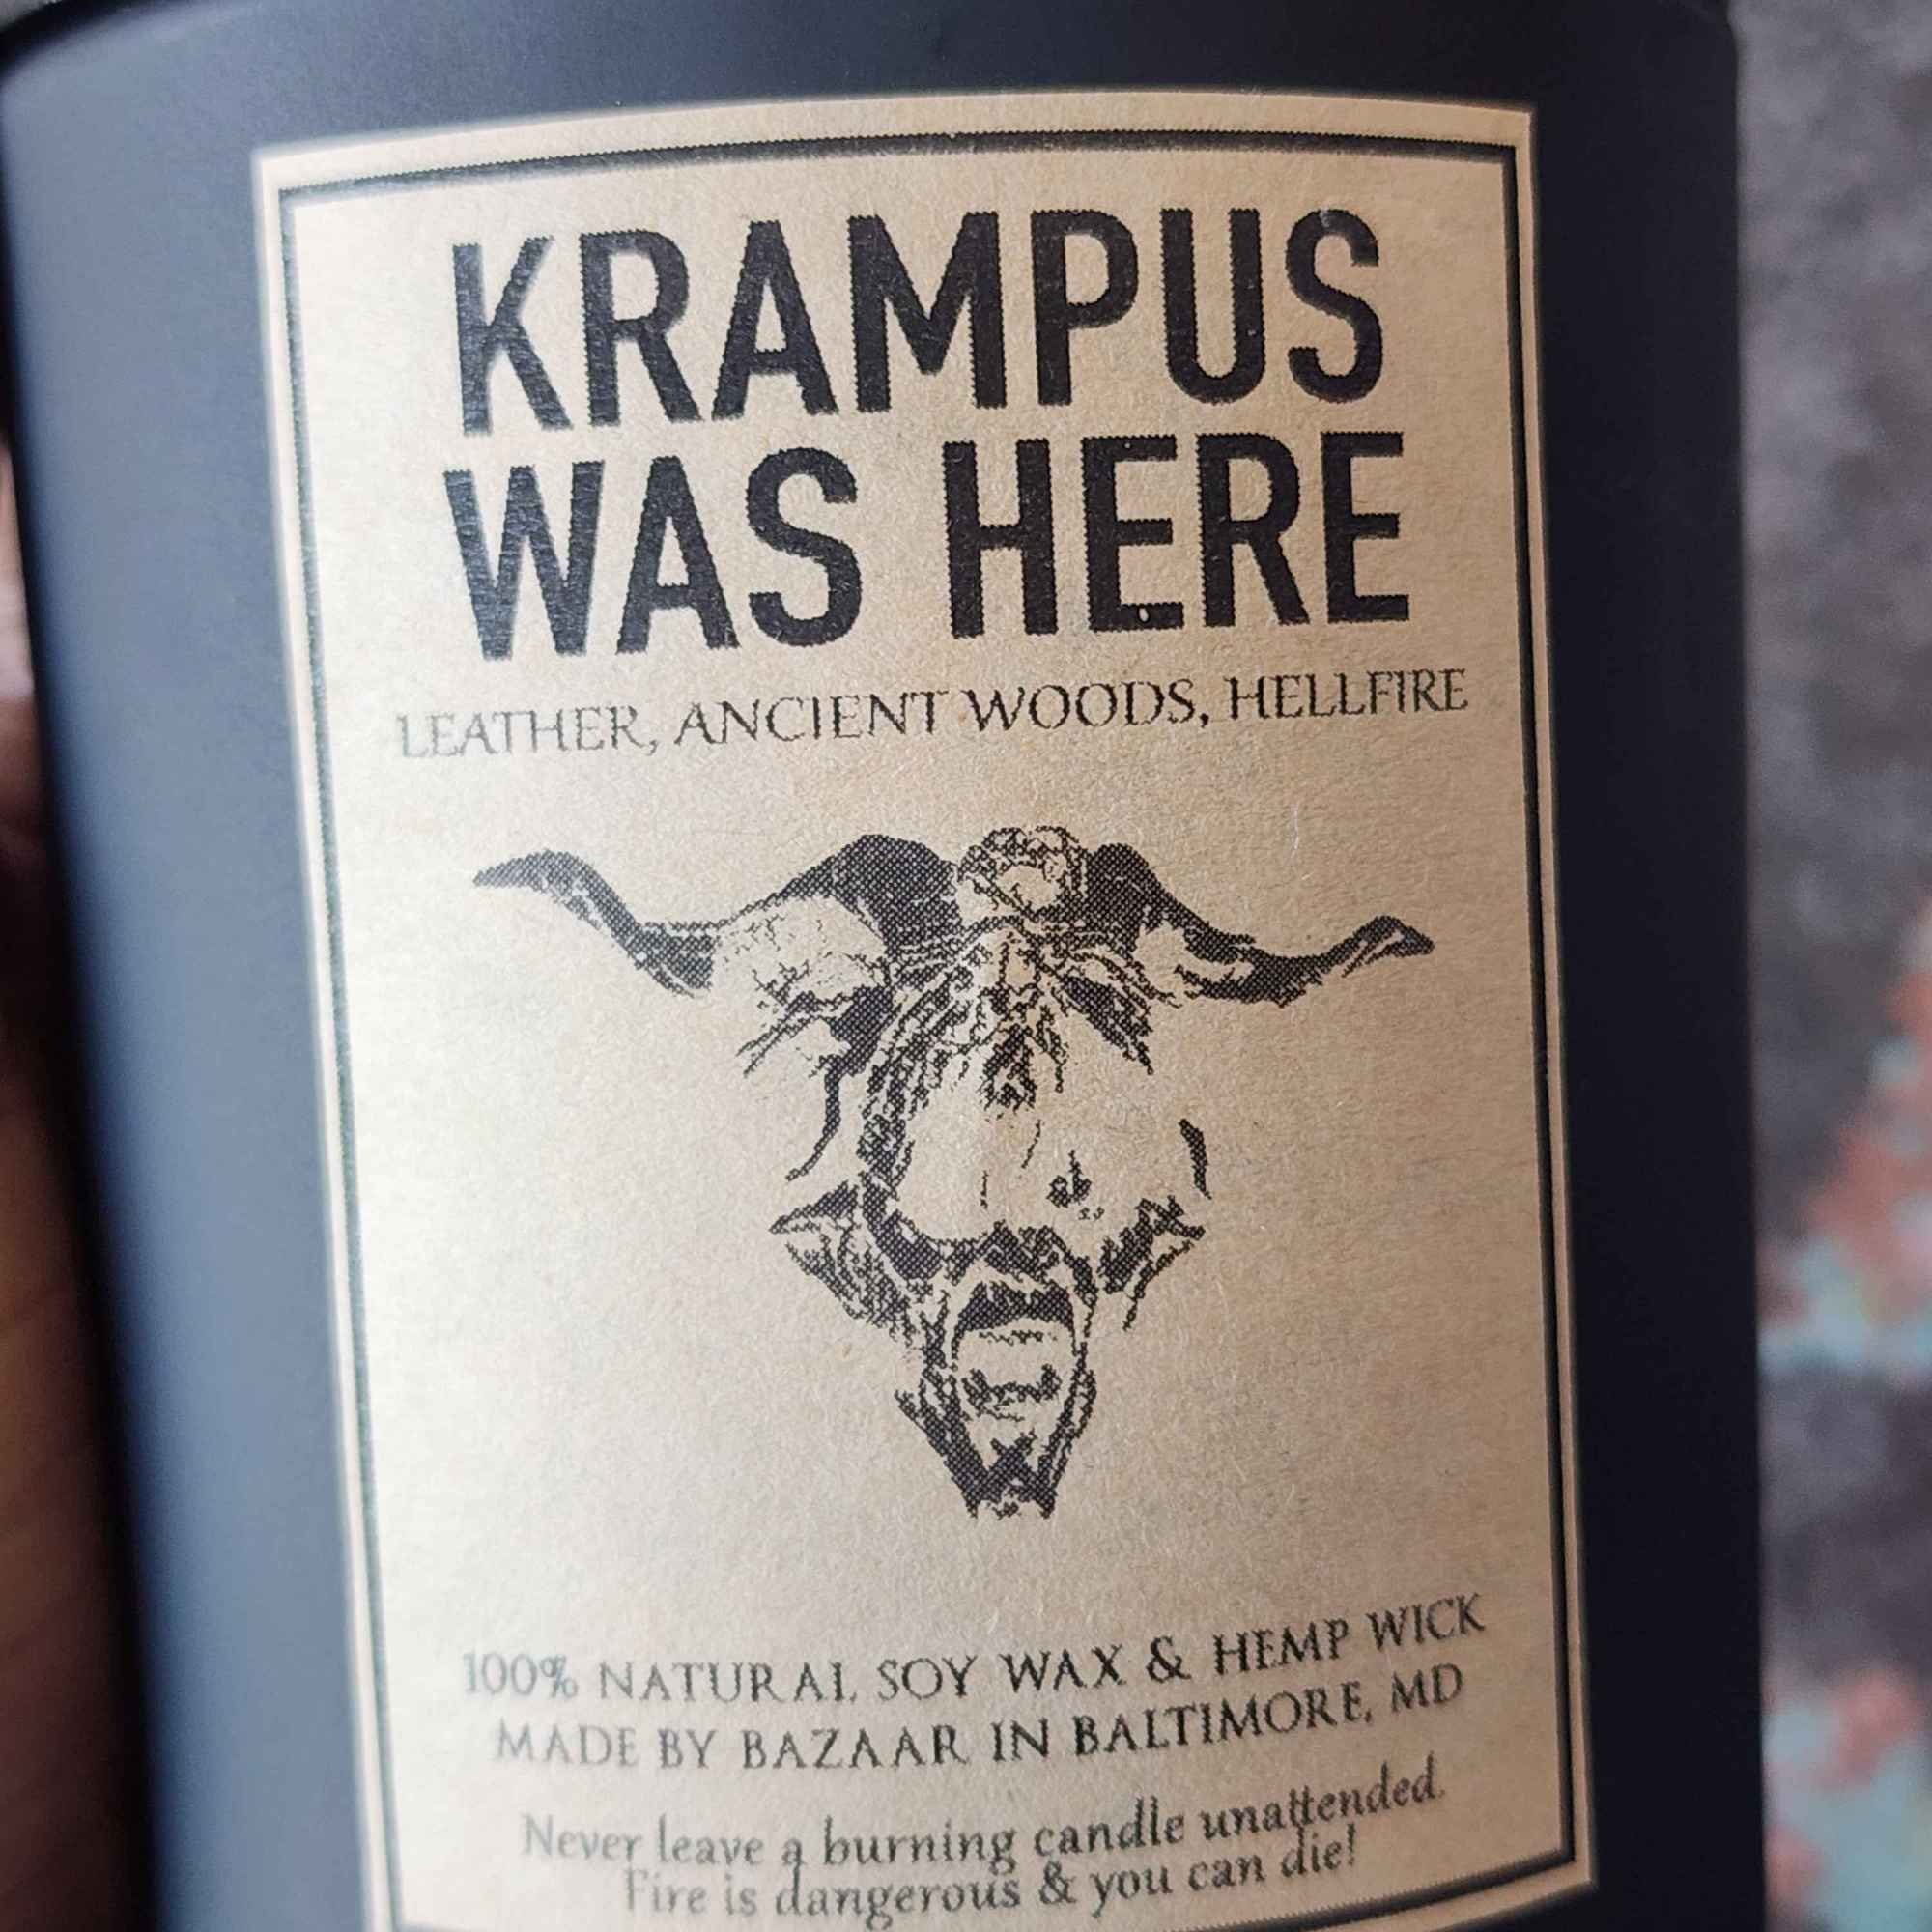 KRAMPUS
WAS HERE
LEATHER, ANCIENT WOODS, HELLFIRE
100% NATURAL SOY WAX & HEMP WICK
MADE BY BAZAAR IN BALTIMORE, MD
Never leave a burning candle unattended.
Fire is dangerous & you can die!